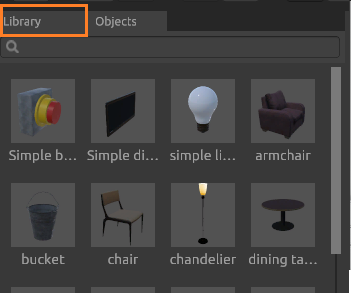 Library Objects
Simple b... Simple di... simple li... armchair
bucket chair chandelier dining ta...